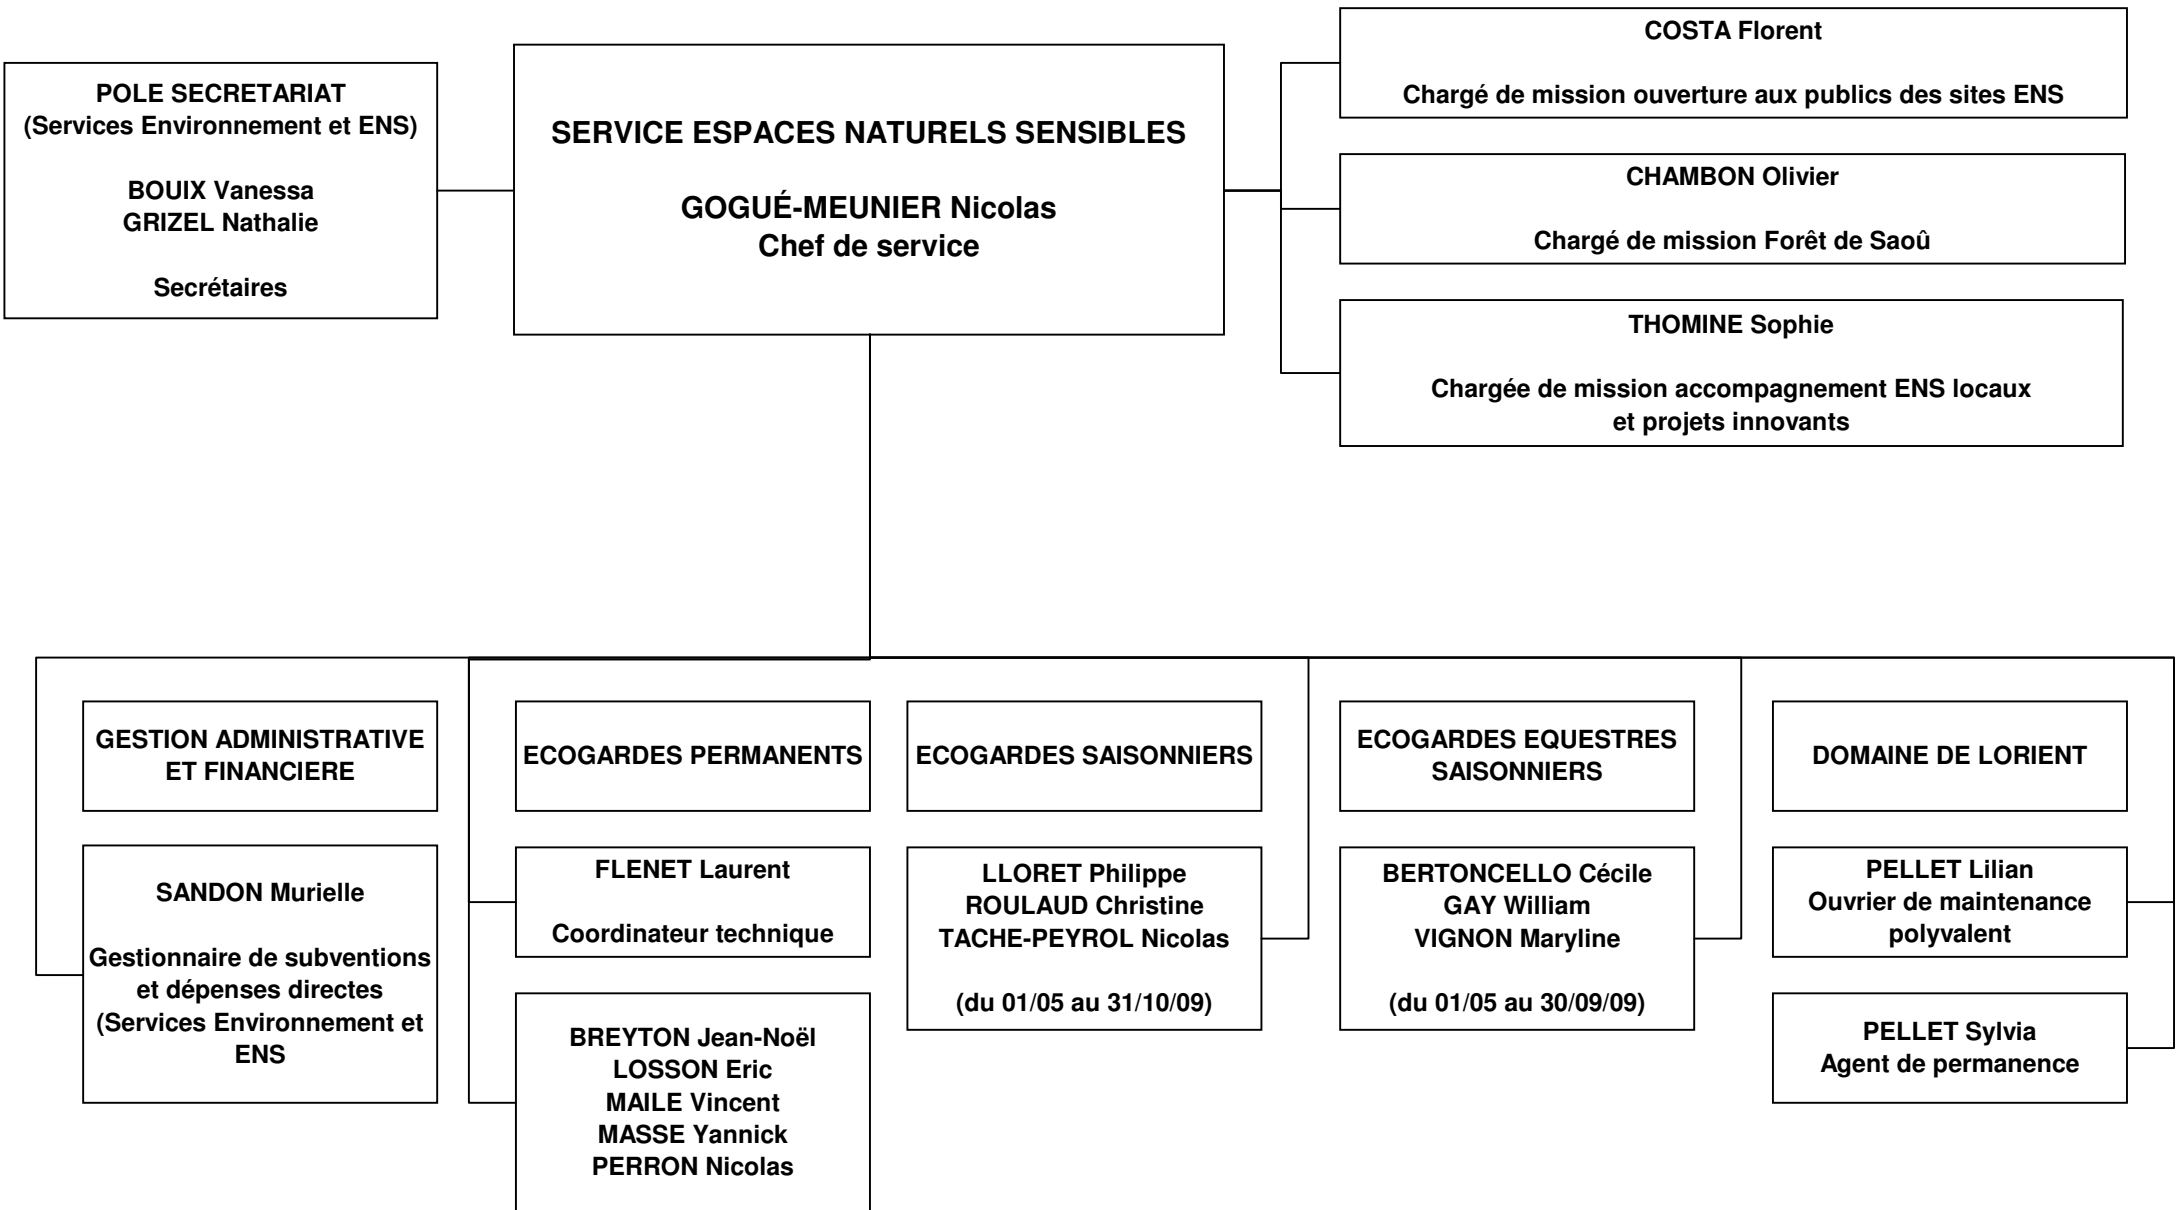 POLE SECRETARIAT
(Services Environnement et ENS)
BOUIX Vanessa
GRIZEL Nathalie
Secrétaires
SERVICE ESPACES NATURELS SENSIBLES
GOGUÉ-MEUNIER Nicolas
Chef de service
COSTA Florent
Chargé de mission ouverture aux publics des sites ENS
CHAMBON Olivier
Chargé de mission Forêt de Saoû
THOMINE Sophie
Chargée de mission accompagnement ENS locaux
et projets innovants
GESTION ADMINISTRATIVE
ET FINANCIERE
SANDON Murielle
Gestionnaire de subventions
et dépenses directes
(Services Environnement et
ENS
ECOGARDES PERMANENTS
FLENET Laurent
Coordinateur technique
BREYTON Jean-Noël
LOSSON Eric
MAILE Vincent
MASSE Yannick
PERRON Nicolas
ECOGARDES SAISONNIERS
LLORET Philippe
ROULAUD Christine
TACHE-PEYROL Nicolas
(du 01/05 au 31/10/09)
ECOGARDES EQUESTRES
SAISONNIERS
BERTONCELLO Cécile
GAY William
VIGNON Maryline
(du 01/05 au 30/09/09)
DOMAINE DE LORIENT
PELLET Lilian
Ouvrier de maintenance
polyvalent
PELLET Sylvia
Agent de permanence